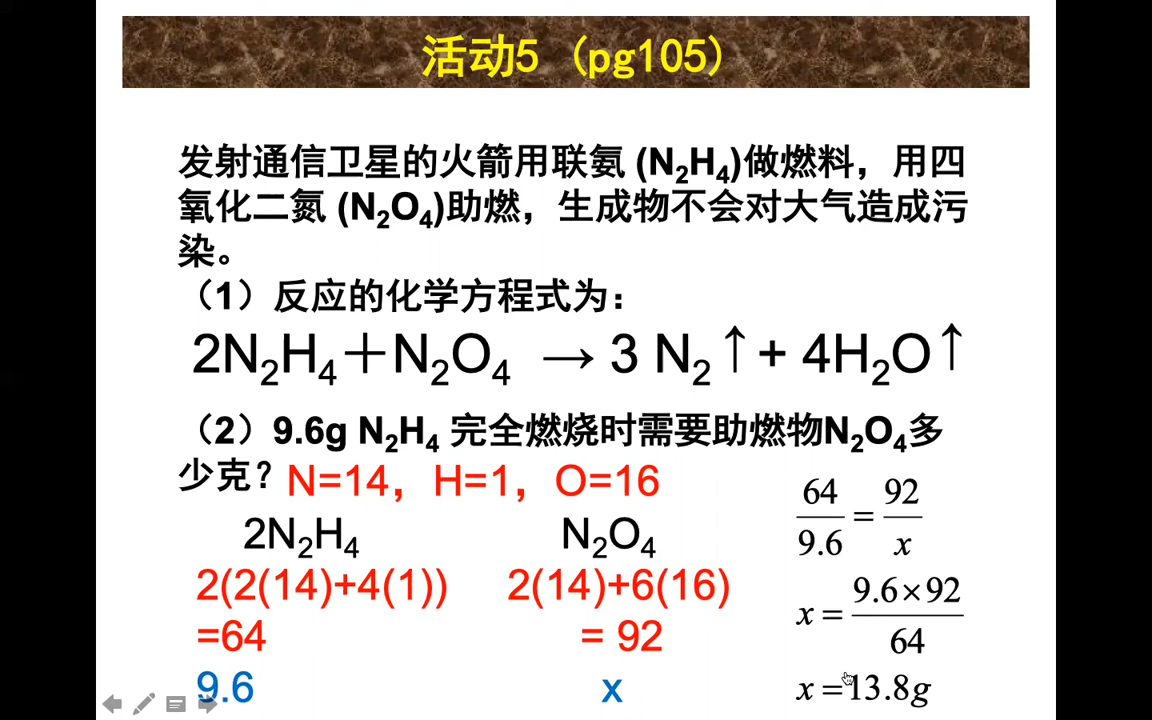 活动5 (pg105)
发射通信卫星的火箭用联氨 (N₂H₄)做燃料，用四
氧化二氮 (N₂O₄)助燃，生成物不会对大气造成污
染。
（1）反应的化学方程式为：
2N₂H₄＋N₂O₄ → 3 N₂↑+ 4H₂O↑
（2）9.6g N₂H₄ 完全燃烧时需要助燃物N₂O₄多
少克？ N=14，H=1，O=16
2N₂H₄ N₂O₄
2(2(14)+4(1)) 2(14)+6(16)
=64 = 92
9.6 x
64/9.6 = 92/x
x = 9.6×92/64
x =13.8g